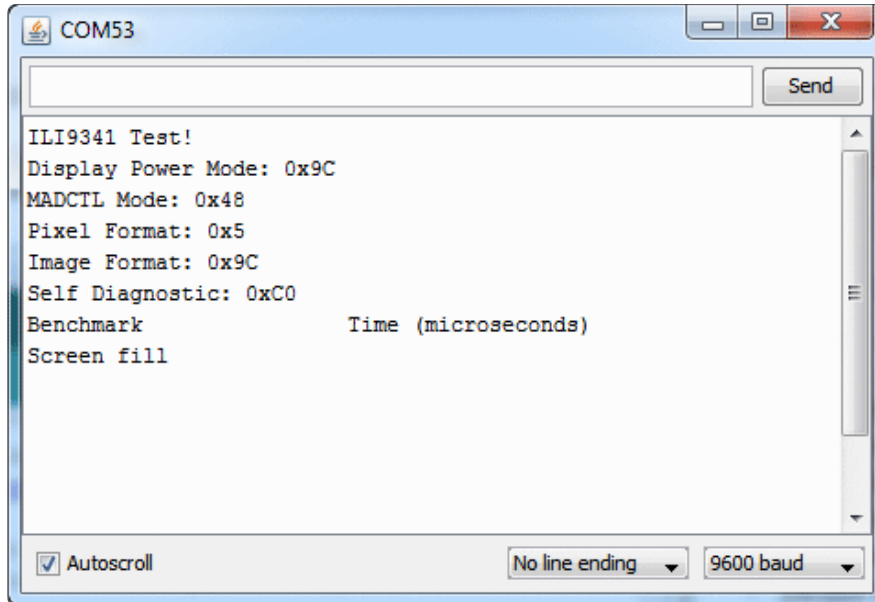 COM53
Send
ILI9341 Test!
Display Power Mode: 0x9C
MADCTL Mode: 0x48
Pixel Format: 0x5
Image Format: 0x9C
Self Diagnostic: 0xC0
Benchmark                Time (microseconds)
Screen fill
Autoscroll No line ending 9600 baud